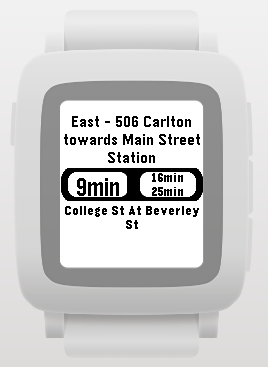 East - 506 Carlton
towards Main Street
Station
9min
16min
25min
College St At Beverley
St